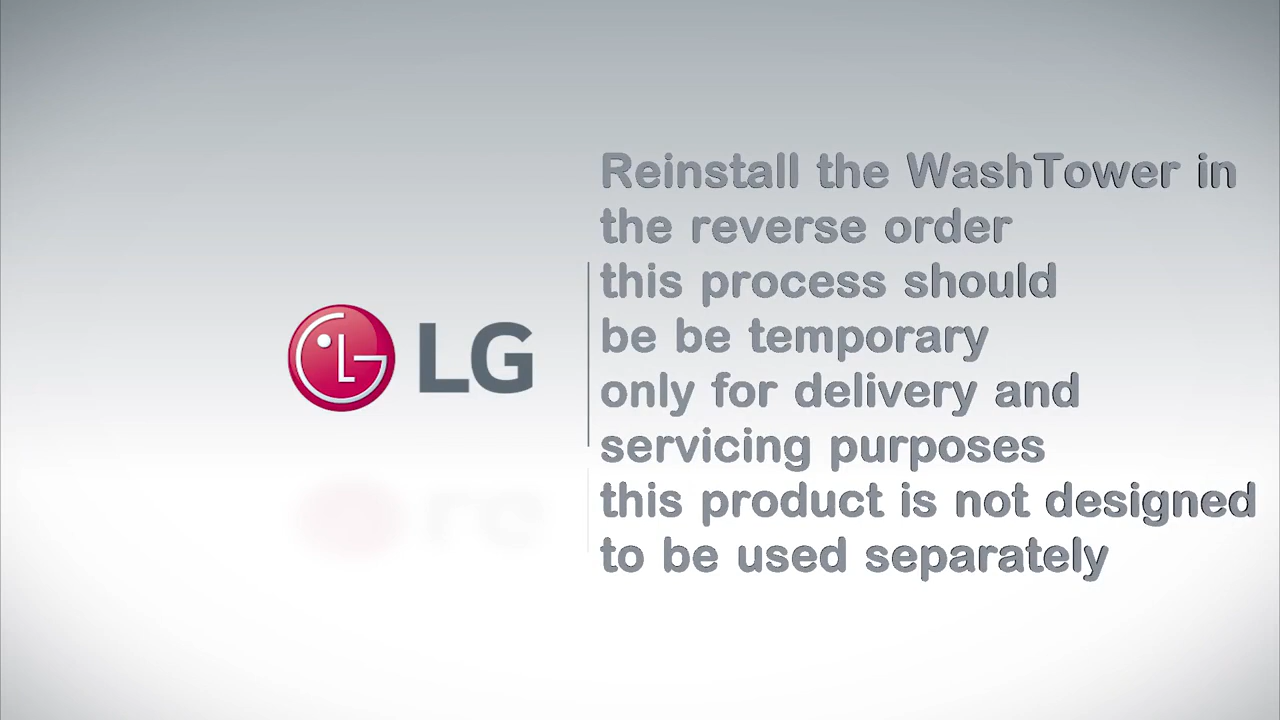 LG
Reinstall the WashTower in
the reverse order
this process should
be be temporary
only for delivery and
servicing purposes
this product is not designed
to be used separately